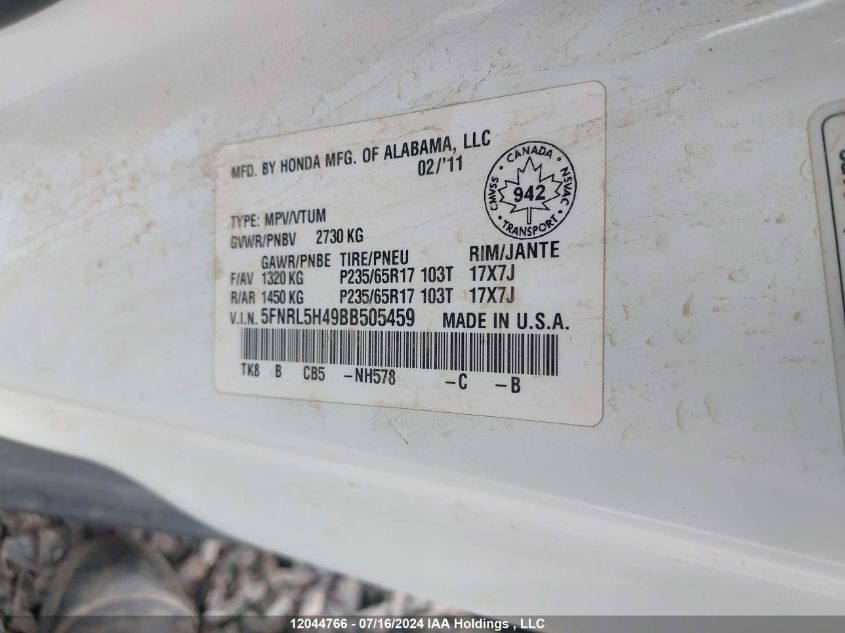 MFD. BY HONDA MFG. OF ALABAMA, LLC
02/'11
CANADA
CMVSS
NSVAC
942
TRANSPORT
TYPE: MPV/VTUM
GVWR/PNBV 2730 KG
GAWR/PNBE TIRE/PNEU RIM/JANTE
F/AV 1320 KG P235/65R17 103T 17X7J
R/AR 1450 KG P235/65R17 103T 17X7J
V.I.N. 5FNRL5H49BB505459 MADE IN U.S.A.
TK8 B CB5 -NH578 -C -B
12044766 - 07/16/2024 IAA Holdings , LLC